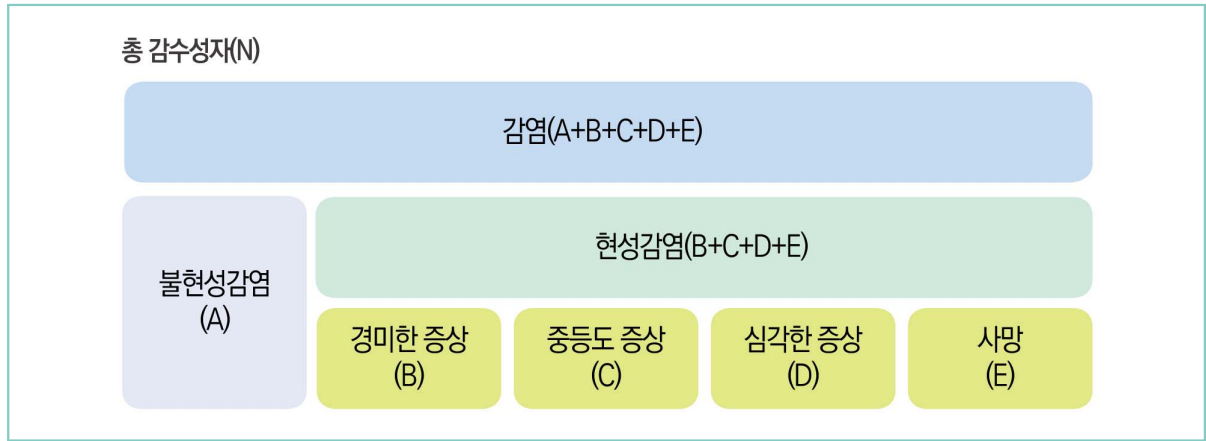 총 감수성자(N)
감염(A+B+C+D+E)
불현성감염
(A)
현성감염(B+C+D+E)
경미한 증상
(B)
중등도 증상
(C)
심각한 증상
(D)
사망
(E)